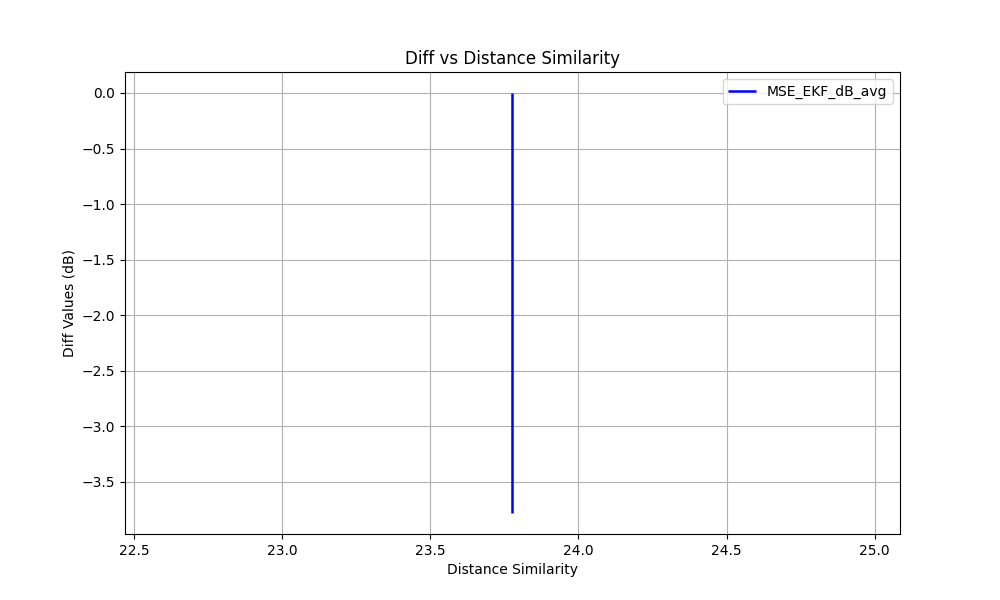 Diff vs Distance Similarity
MSE_EKF_dB_avg
Diff Values (dB)
0.0
−0.5
−1.0
−1.5
−2.0
−2.5
−3.0
−3.5
22.5 23.0 23.5 24.0 24.5 25.0
Distance Similarity